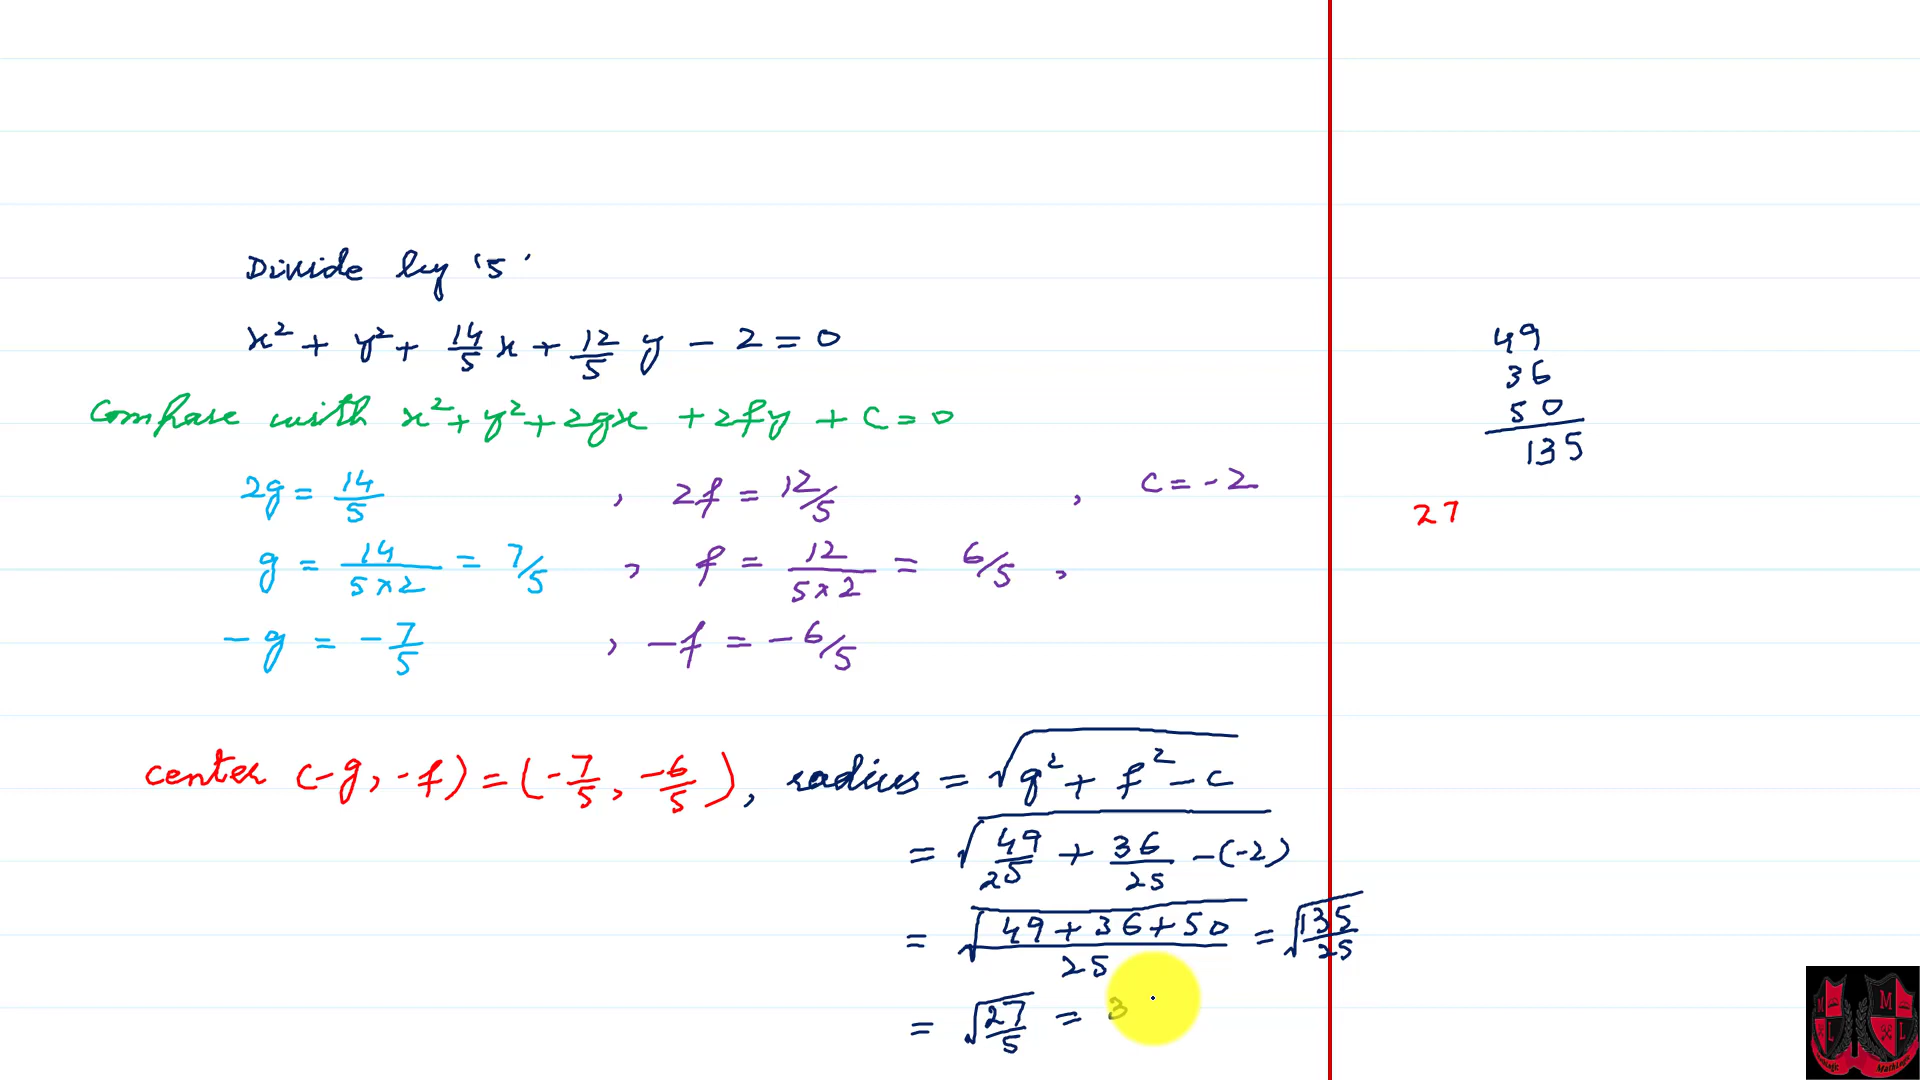 Divide by '5'
x² + y² + 14/5 x + 12/5 y - 2 = 0
Compare with x² + y² + 2gx + 2fy + c = 0
2g = 14/5 , 2f = 12/5 , c = -2
g = 14/(5×2) = 7/5 , f = 12/(5×2) = 6/5 ,
-g = -7/5 , -f = -6/5
center (-g, -f) = (-7/5, -6/5), radius = √(g² + f² - c)
= √(49/25 + 36/25 - (-2))
= √((49+36+50)/25) = √(135/25)
= √(27/5) = 3
49
36
50
135
27
M L
M L
MathLogic